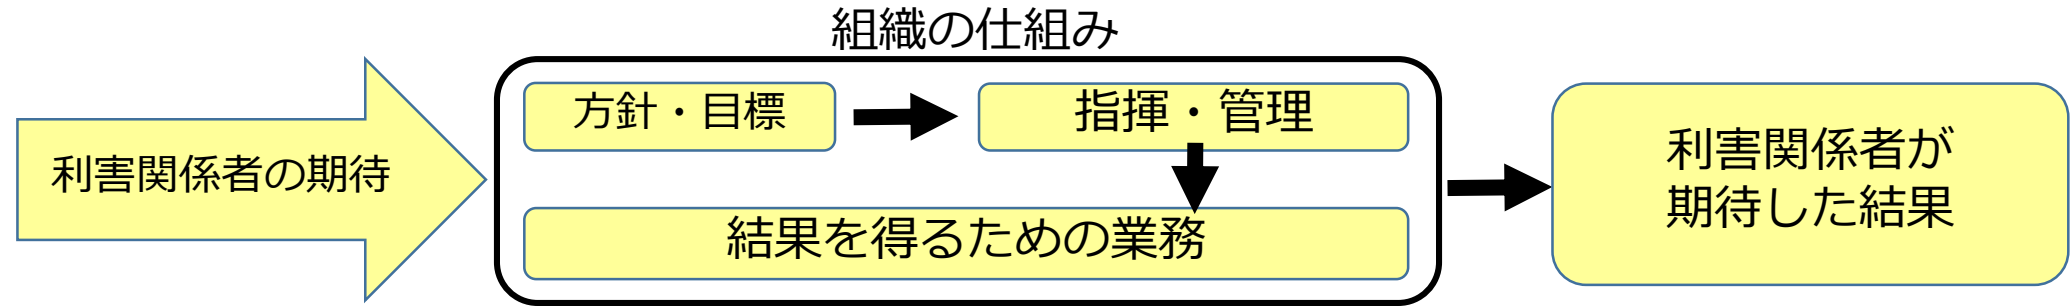 組織の仕組み
利害関係者の期待
方針・目標
指揮・管理
結果を得るための業務
利害関係者が
期待した結果